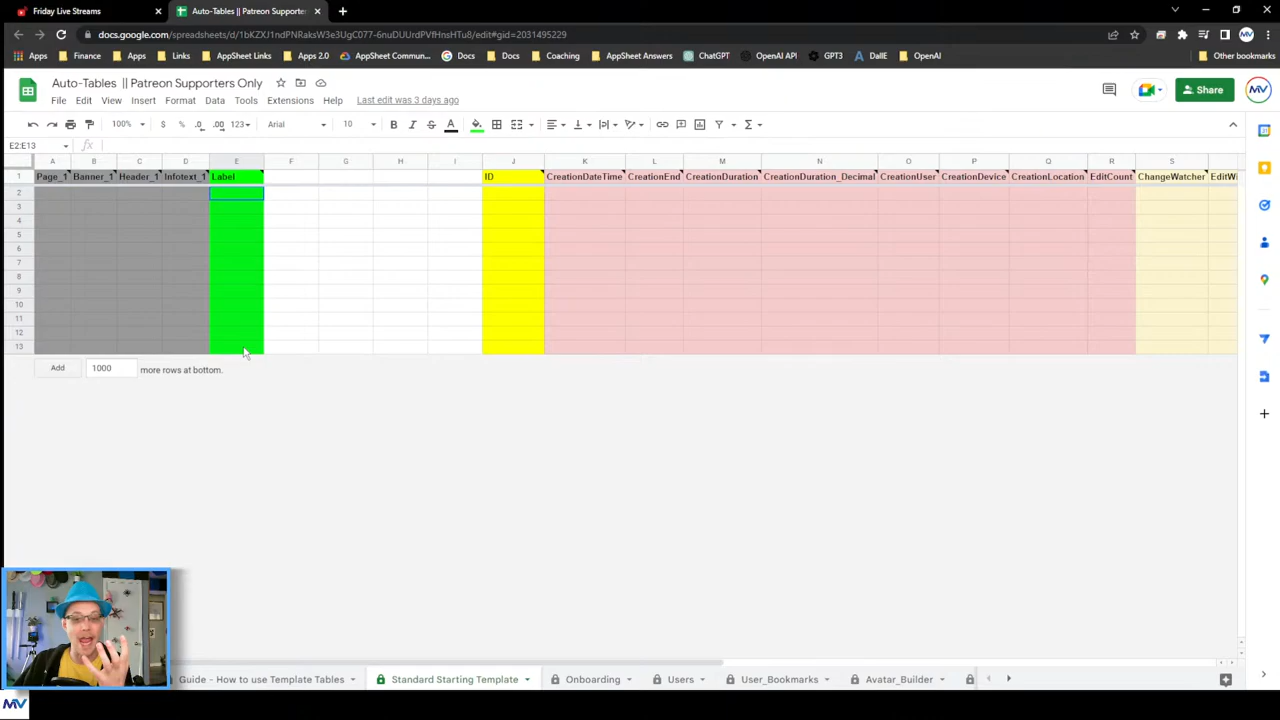 Friday Live Streams
Auto-Tables || Patreon Supporters
docs.google.com/spreadsheets/d/1bKZXJ1ndPNRaksW3e3UgC077-6nuDUUrdPVfHnsHTu8/edit#gid=2031495229
Apps Finance Apps Links AppSheet Links Apps 2.0 AppSheet Commun... Docs Docs Coaching AppSheet Answers ChatGPT OpenAI API GPT3 DallE OpenAI Other bookmarks
Auto-Tables || Patreon Supporters Only
File Edit View Insert Format Data Tools Extensions Help Last edit was 3 days ago
Share
MV
100% $ % .0 .00 123 Arial 10 B I S A
E2:E13 fx
A B C D E F G H I J K L M N O P Q R S
1 Page_1 Banner_1 Header_1 Infotext_1 Label ID CreationDateTime CreationEnd CreationDuration CreationDuration_Decimal CreationUser CreationDevice CreationLocation EditCount ChangeWatcher EditWi
2
3
4
5
6
7
8
9
10
11
12
13
Add 1000 more rows at bottom.
Guide - How to use Template Tables Standard Starting Template Onboarding Users User_Bookmarks Avatar_Builder
MV